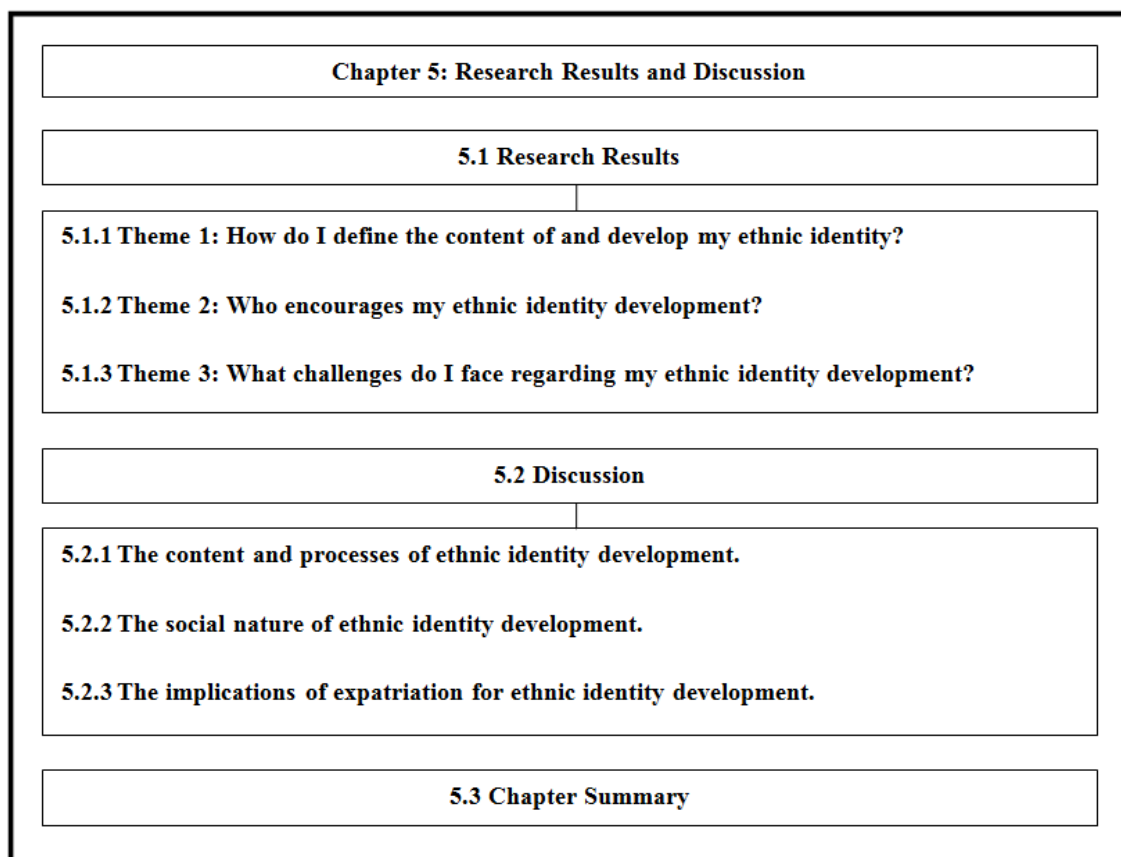 Chapter 5: Research Results and Discussion
5.1 Research Results
5.1.1 Theme 1: How do I define the content of and develop my ethnic identity?
5.1.2 Theme 2: Who encourages my ethnic identity development?
5.1.3 Theme 3: What challenges do I face regarding my ethnic identity development?
5.2 Discussion
5.2.1 The content and processes of ethnic identity development.
5.2.2 The social nature of ethnic identity development.
5.2.3 The implications of expatriation for ethnic identity development.
5.3 Chapter Summary